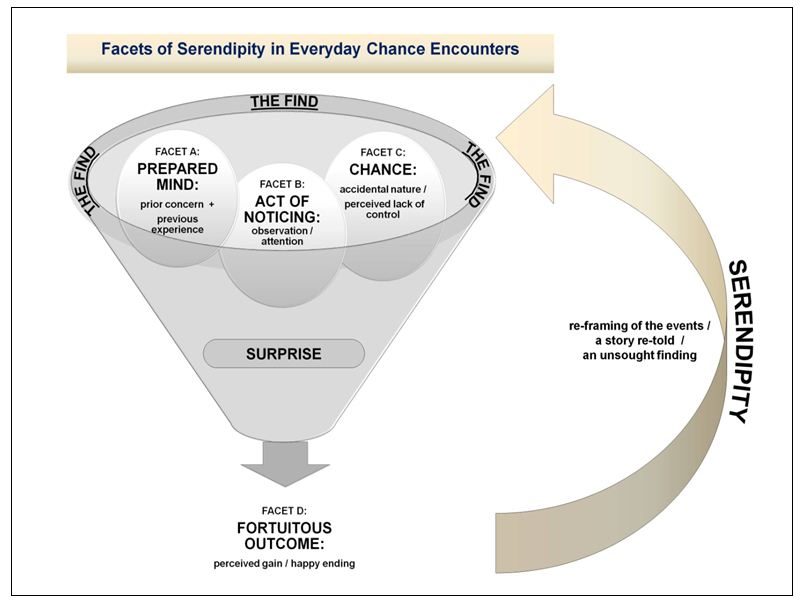 Facets of Serendipity in Everyday Chance Encounters
THE FIND
THE FIND
THE FIND
FACET A:
PREPARED
MIND:
prior concern +
previous
experience
FACET B:
ACT OF
NOTICING:
observation /
attention
FACET C:
CHANCE:
accidental nature /
perceived lack of
control
SURPRISE
FACET D:
FORTUITOUS
OUTCOME:
perceived gain / happy ending
re-framing of the events /
a story re-told /
an unsought finding
SERENDIPITY